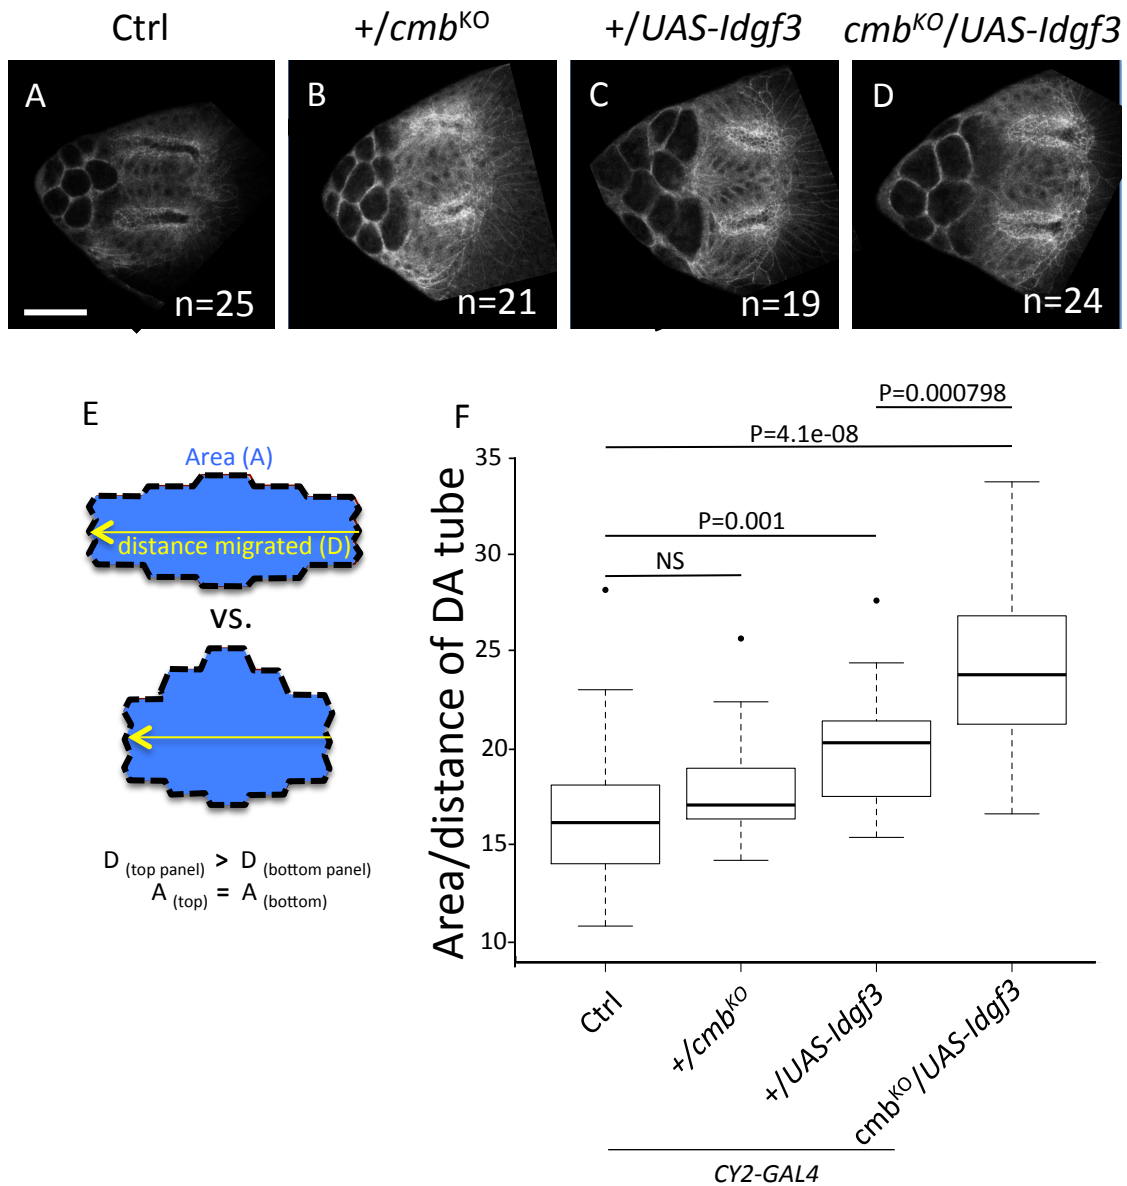 Ctrl +/cmbᴷᴼ +/UAS-Idgf3 cmbᴷᴼ/UAS-Idgf3
A B C D
n=25 n=21 n=19 n=24
E
Area (A)
distance migrated (D)
vs.
D (top panel) > D (bottom panel)
A (top) = A (bottom)
F
P=0.000798
P=4.1e-08
P=0.001
NS
Area/distance of DA tube
35
30
25
20
15
10
Ctrl
+/cmbᴷᴼ
+/UAS-Idgf3
cmbᴷᴼ/UAS-Idgf3
CY2-GAL4